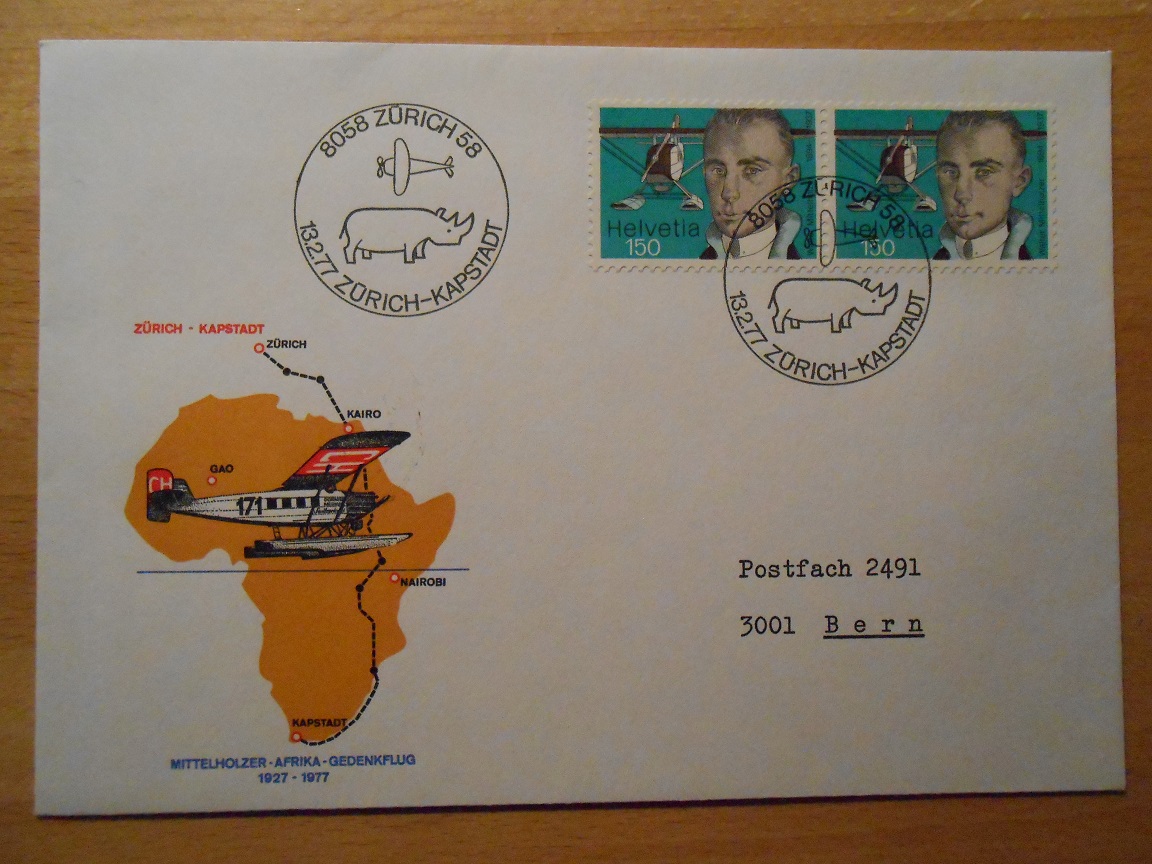 8058 ZÜRICH 58
13.2.77 ZÜRICH-KAPSTADT
Helvetia
150
Helvetia
150
8058 ZÜRICH 58
13.2.77 ZÜRICH-KAPSTADT
ZÜRICH - KAPSTADT
ZÜRICH
KAIRO
GAO
CH
171
NAIROBI
KAPSTADT
MITTELHOLZER-AFRIKA-GEDENKFLUG
1927 - 1977
Postfach 2491
3001 Bern